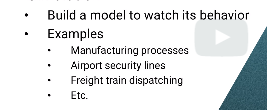 • Build a model to watch its behavior
• Examples
• Manufacturing processes
• Airport security lines
• Freight train dispatching
• Etc.